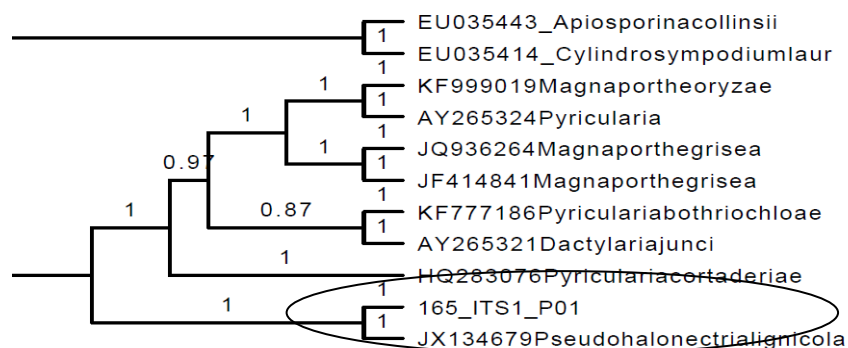 EU035443_Apiosporinacollinsii
1
EU035414_Cylindrosympodiumlaur
1
1
KF999019Magnaportheoryzae
1
1
AY265324Pyricularia
1
JQ936264Magnaporthegrisea
1
1
0.97
JF414841Magnaporthegrisea
1
1
0.87
KF777186Pyriculariabothriochloae
1
AY265321Dactylariajunci
1
HQ283076Pyriculariacortaderiae
1
1
165_ITS1_P01
1
JX134679Pseudohalonectrialignicola